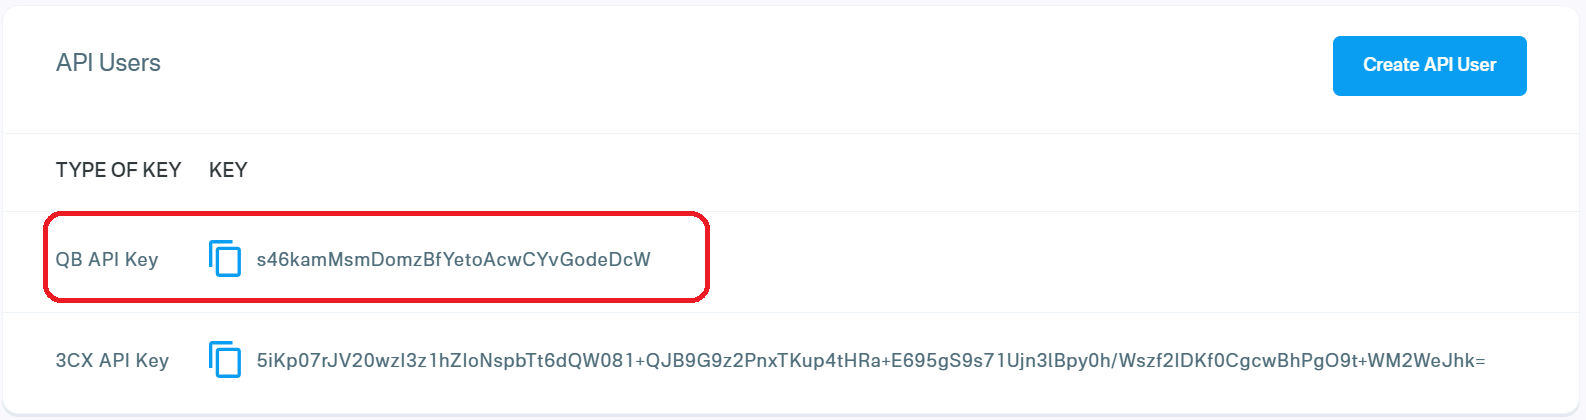 API Users
Create API User
TYPE OF KEY KEY
QB API Key s46kamMsmDomzBfYetoAcwCYvGodeDcW
3CX API Key 5iKp07rJV20wzI3z1hZIoNspbTt6dQW081+QJB9G9z2PnxTKup4tHRa+E695gS9s71Ujn3lBpy0h/Wszf2IDKf0CgcwBhPgO9t+WM2WeJhk=